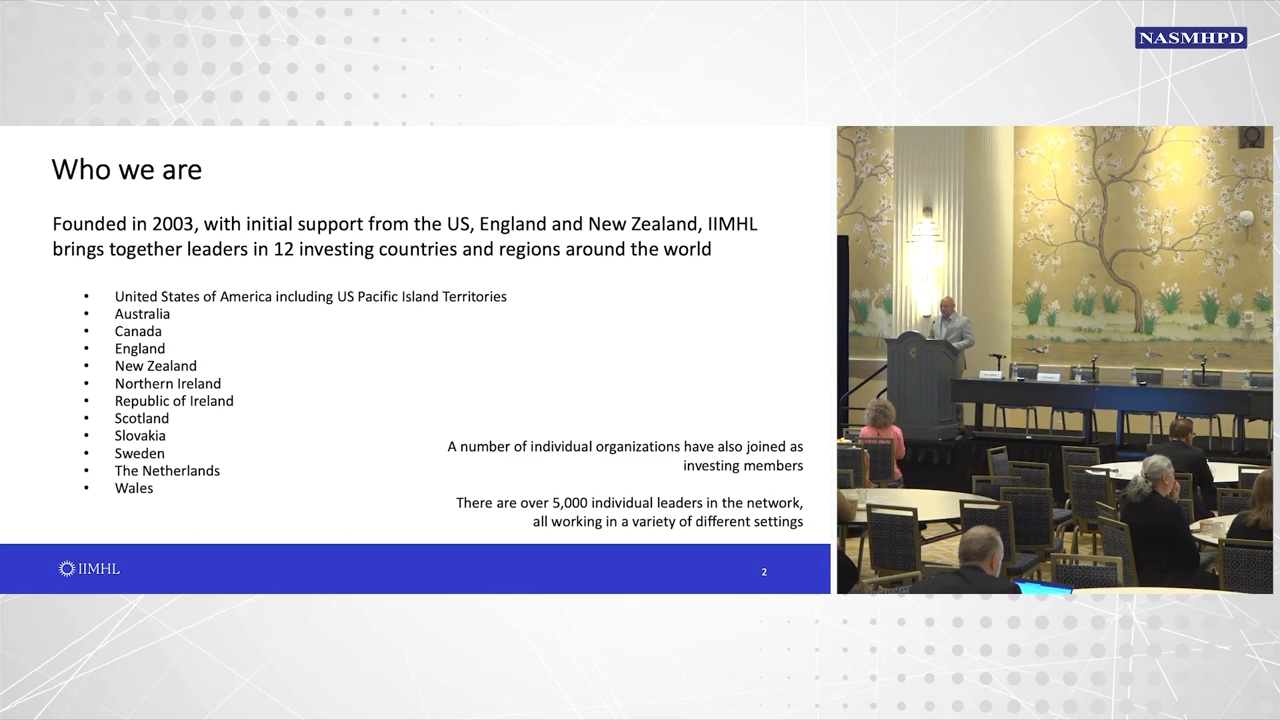 NASMHPD
Who we are
Founded in 2003, with initial support from the US, England and New Zealand, IIMHL
brings together leaders in 12 investing countries and regions around the world
• United States of America including US Pacific Island Territories
• Australia
• Canada
• England
• New Zealand
• Northern Ireland
• Republic of Ireland
• Scotland
• Slovakia
• Sweden
• The Netherlands
• Wales
A number of individual organizations have also joined as
investing members
There are over 5,000 individual leaders in the network,
all working in a variety of different settings
IIMHL
2